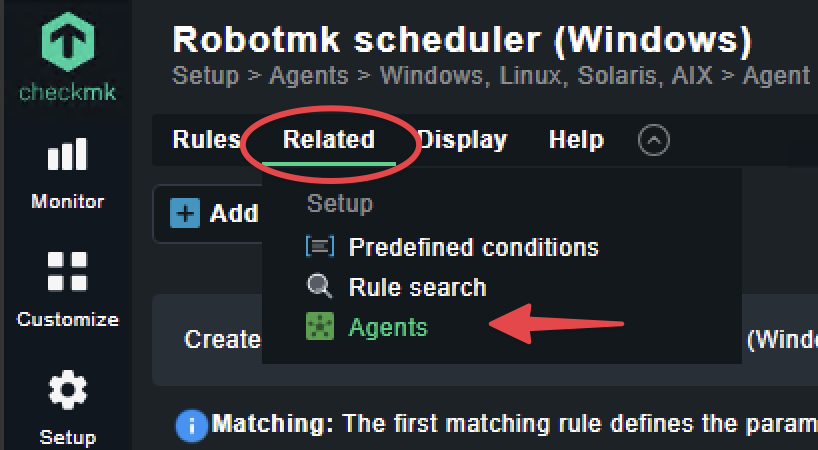 Robotmk scheduler (Windows)
Setup > Agents > Windows, Linux, Solaris, AIX > Agent
checkmk
Rules Related Display Help
Monitor
Setup
Add
Predefined conditions
Rule search
Customize
Agents
Create (Wind
Matching: The first matching rule defines the param
Setup